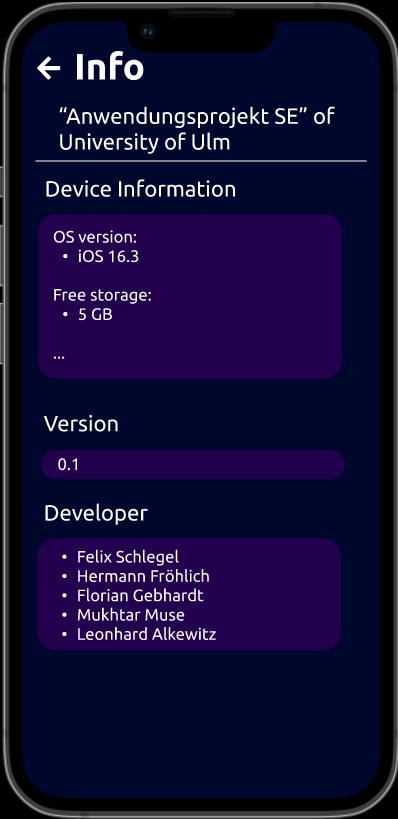 ← Info
“Anwendungsprojekt SE” of
University of Ulm
Device Information
OS version:
• iOS 16.3
Free storage:
• 5 GB
...
Version
0.1
Developer
• Felix Schlegel
• Hermann Fröhlich
• Florian Gebhardt
• Mukhtar Muse
• Leonhard Alkewitz